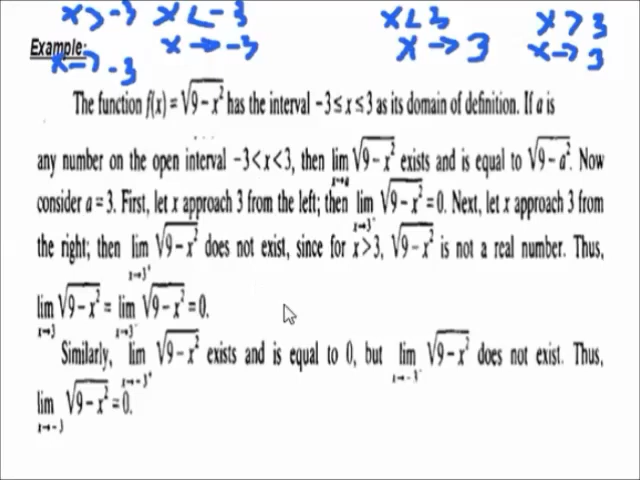 x > -3 x < -3 x < 3 x > 3
x → -3 x → -3 x → 3 x → 3
Example:
The function f(x) = √9 – x² has the interval –3 ≤ x ≤ 3 as its domain of definition. If a is
any number on the open interval –3 < x < 3, then lim x→a √9 – x² exists and is equal to √9 – a². Now
consider a = 3. First, let x approach 3 from the left; then lim x→3⁻ √9 – x² = 0. Next, let x approach 3 from
the right; then lim x→3⁺ √9 – x² does not exist, since for x > 3, √9 – x² is not a real number. Thus,
lim x→3 √9 – x² = lim x→3⁻ √9 – x² = 0.
Similarly, lim x→–3⁺ √9 – x² exists and is equal to 0, but lim x→–3⁻ √9 – x² does not exist. Thus,
lim x→–3 √9 – x² = 0.